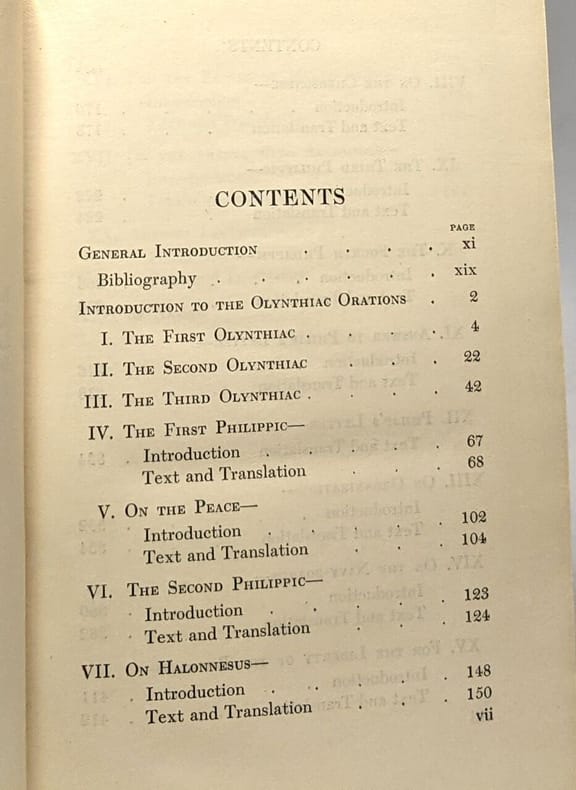 CONTENTS
PAGE
GENERAL INTRODUCTION . . . . xi
Bibliography . . . . . . xix
INTRODUCTION TO THE OLYNTHIAC ORATIONS . 2
I. THE FIRST OLYNTHIAC . . . . 4
II. THE SECOND OLYNTHIAC . . . 22
III. THE THIRD OLYNTHIAC . . . . 42
IV. THE FIRST PHILIPPIC—
Introduction . . . . . 67
Text and Translation . . . 68
V. ON THE PEACE—
Introduction . . . . . 102
Text and Translation . . . 104
VI. THE SECOND PHILIPPIC—
Introduction . . . . . 123
Text and Translation . . . 124
VII. ON HALONNESUS—
Introduction . . . . . 148
Text and Translation . . . 150
vii